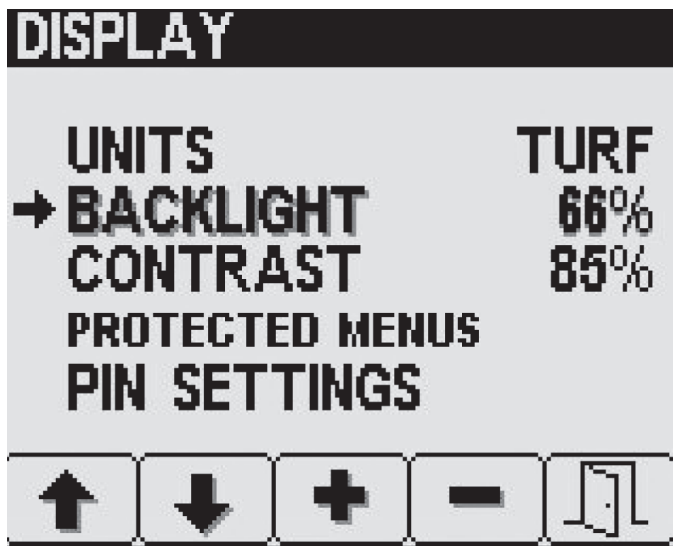 DISPLAY
UNITS TURF
BACKLIGHT 66%
CONTRAST 85%
PROTECTED MENUS
PIN SETTINGS